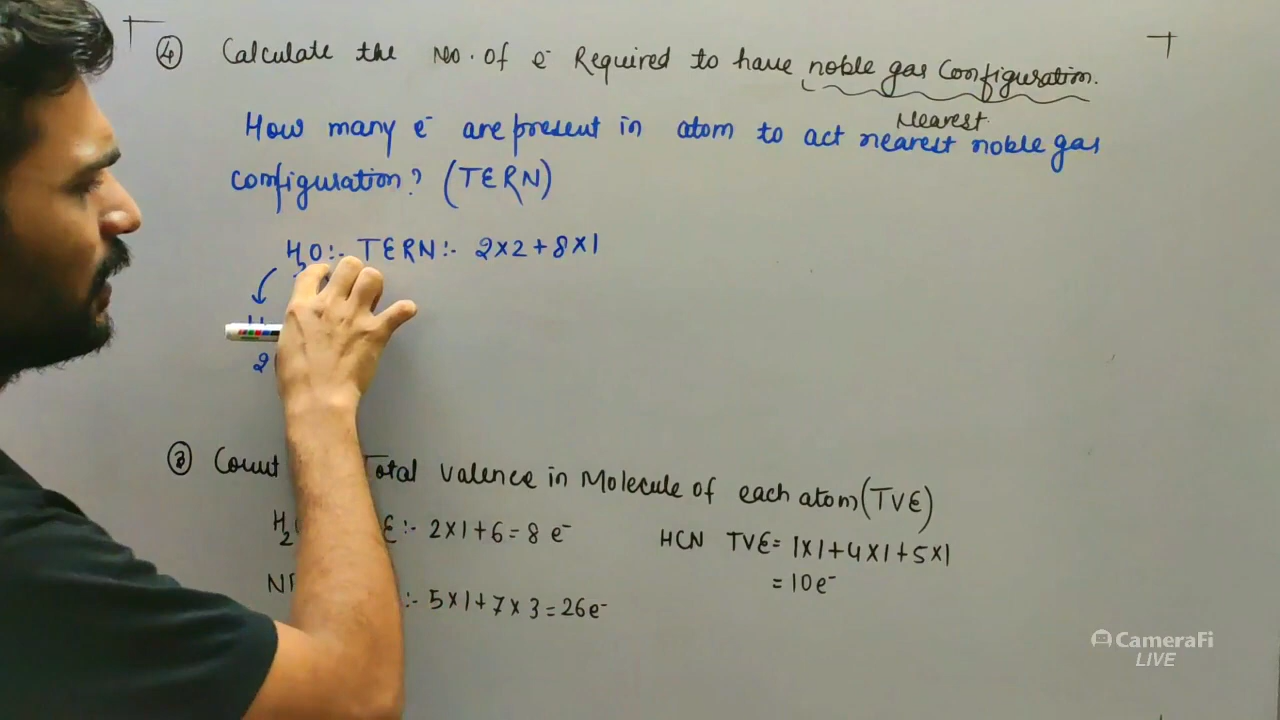 ④ Calculate the No. of e⁻ Required to have noble gas Configuration.
Nearest
How many e⁻ are present in atom to act nearest noble gas
configuration? (TERN)
H₂O:- TERN:- 2×2+8×1
2
③ Count Total Valence in Molecule of each atom (TVE)
H₂ E:- 2×1+6=8 e⁻
HCN TVE= 1×1+4×1+5×1
=10e⁻
N :- 5×1+7×3=26e⁻
CameraFi
LIVE